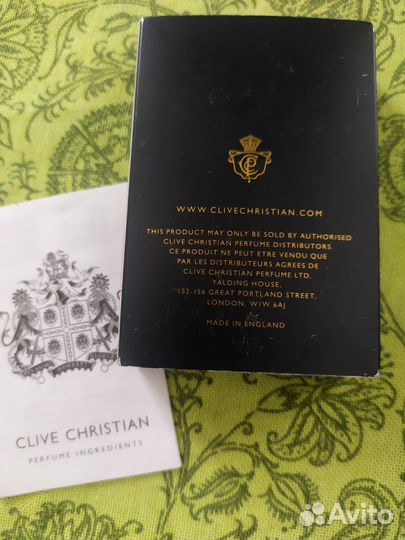 WWW.CLIVECHRISTIAN.COM
THIS PRODUCT MAY ONLY BE SOLD BY AUTHORISED
CLIVE CHRISTIAN PERFUME DISTRIBUTORS.
CE PRODUIT NE PEUT ETRE VENDU QUE
PAR LES DISTRIBUTEURS AGREES DE
CLIVE CHRISTIAN PERFUME LTD.
YALDING HOUSE,
152-156 GREAT PORTLAND STREET,
LONDON, W1W 6AJ
MADE IN ENGLAND
CLIVE CHRISTIAN
PERFUME INGREDIENTS
Avito